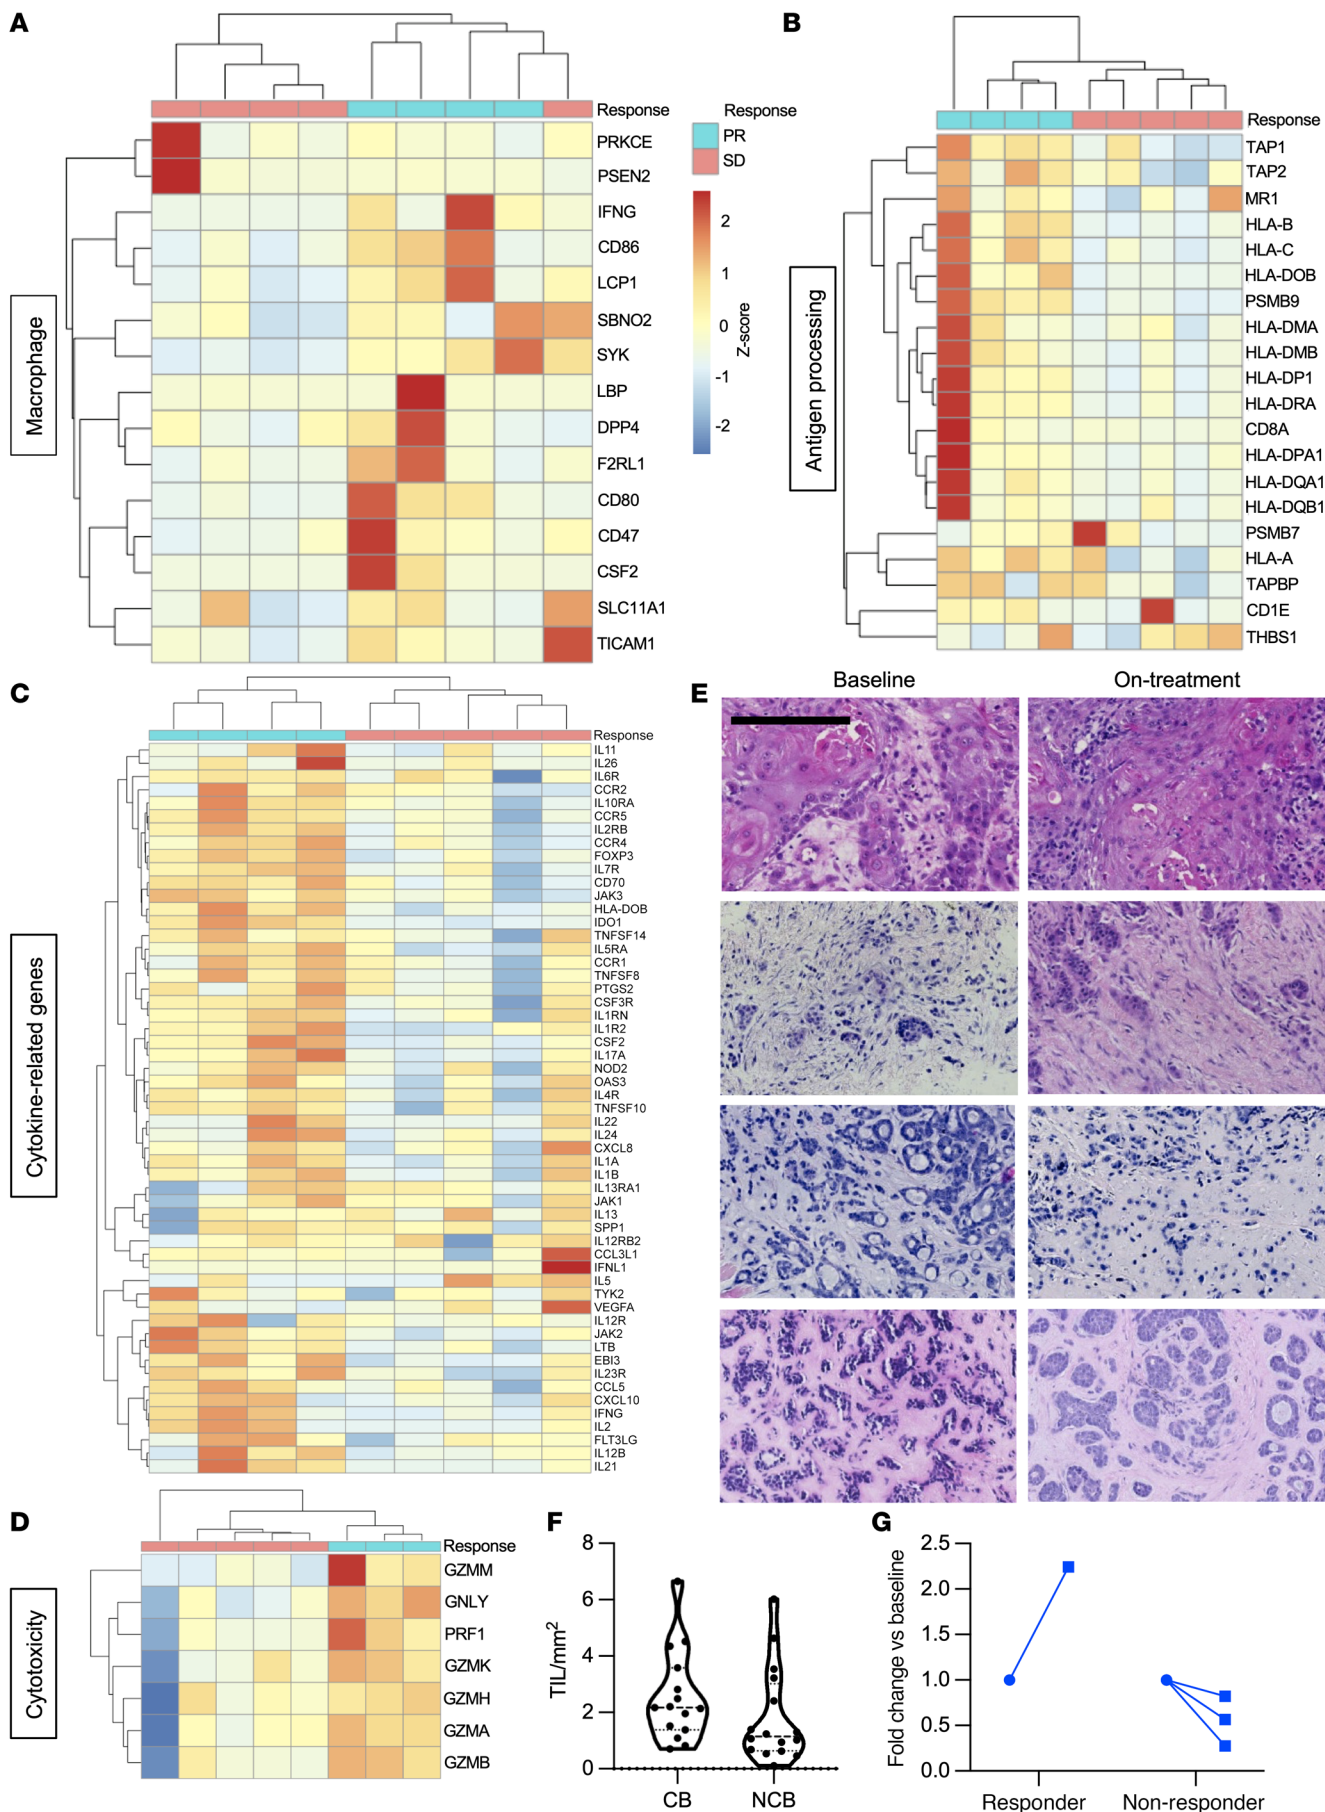 A
Macrophage
Response
PRKCE
PSEN2
IFNG
CD86
LCP1
SBNO2
SYK
LBP
DPP4
F2RL1
CD80
CD47
CSF2
SLC11A1
TICAM1
Response
PR
SD
2
1
0
-1
-2
Z-score
B
Antigen processing
Response
TAP1
TAP2
MR1
HLA-B
HLA-C
HLA-DOB
PSMB9
HLA-DMA
HLA-DMB
HLA-DP1
HLA-DRA
CD8A
HLA-DPA1
HLA-DQA1
HLA-DQB1
PSMB7
HLA-A
TAPBP
CD1E
THBS1
C
Cytokine-related genes
Response
IL11
IL26
IL6R
CCR2
IL10RA
CCR5
IL2RB
CCR4
FOXP3
IL7R
CD70
JAK3
HLA-DOB
IDO1
TNFSF14
IL5RA
CCR1
TNFSF8
PTGS2
CSF3R
IL1RN
IL1R2
CSF2
IL17A
NOD2
OAS3
IL4R
TNFSF10
IL22
IL24
CXCL8
IL1A
IL1B
IL13RA1
JAK1
IL13
SPP1
IL12RB2
CCL3L1
IFNL1
IL5
TYK2
VEGFA
IL12R
JAK2
LTB
EBI3
IL23R
CCL5
CXCL10
IFNG
IL2
FLT3LG
IL12B
IL21
E
Baseline
On-treatment
D
Cytotoxicity
Response
GZMM
GNLY
PRF1
GZMK
GZMH
GZMA
GZMB
F
TIL/mm²
8
6
4
2
0
CB
NCB
G
Fold change vs baseline
2.5
2.0
1.5
1.0
0.5
0.0
Responder
Non-responder